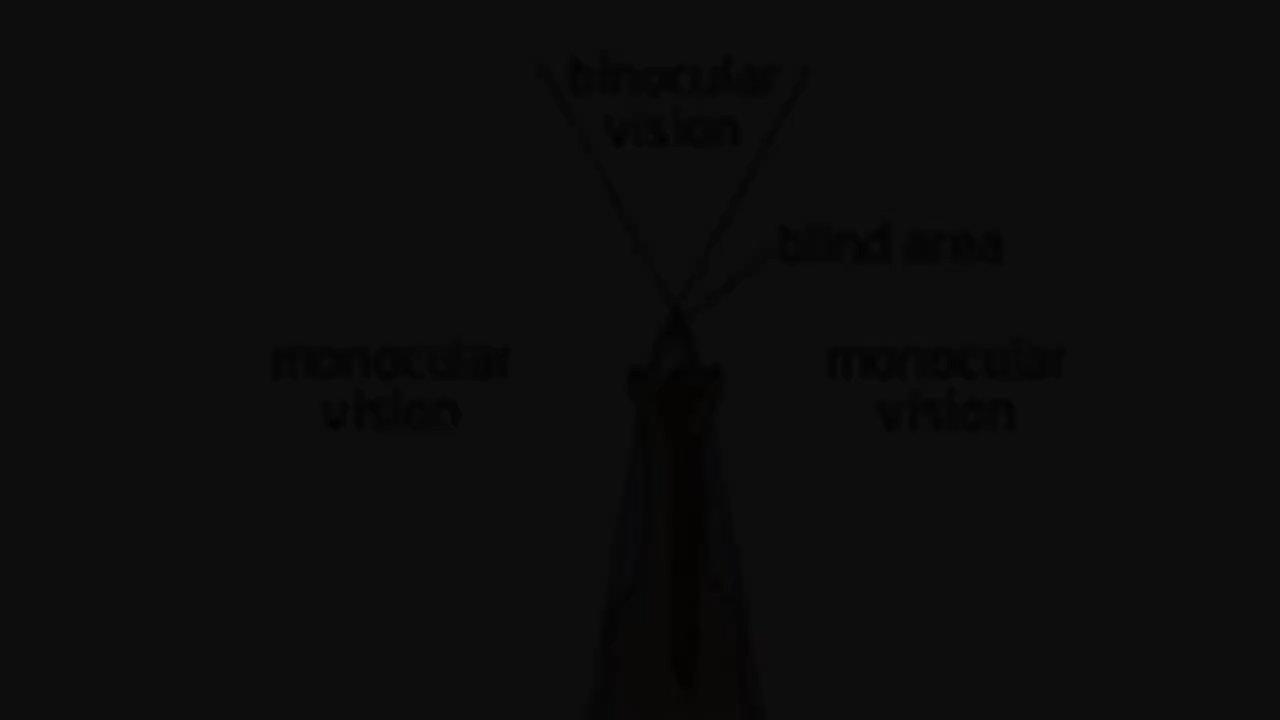 binocular
vision
blind area
monocular
vision
monocular
vision